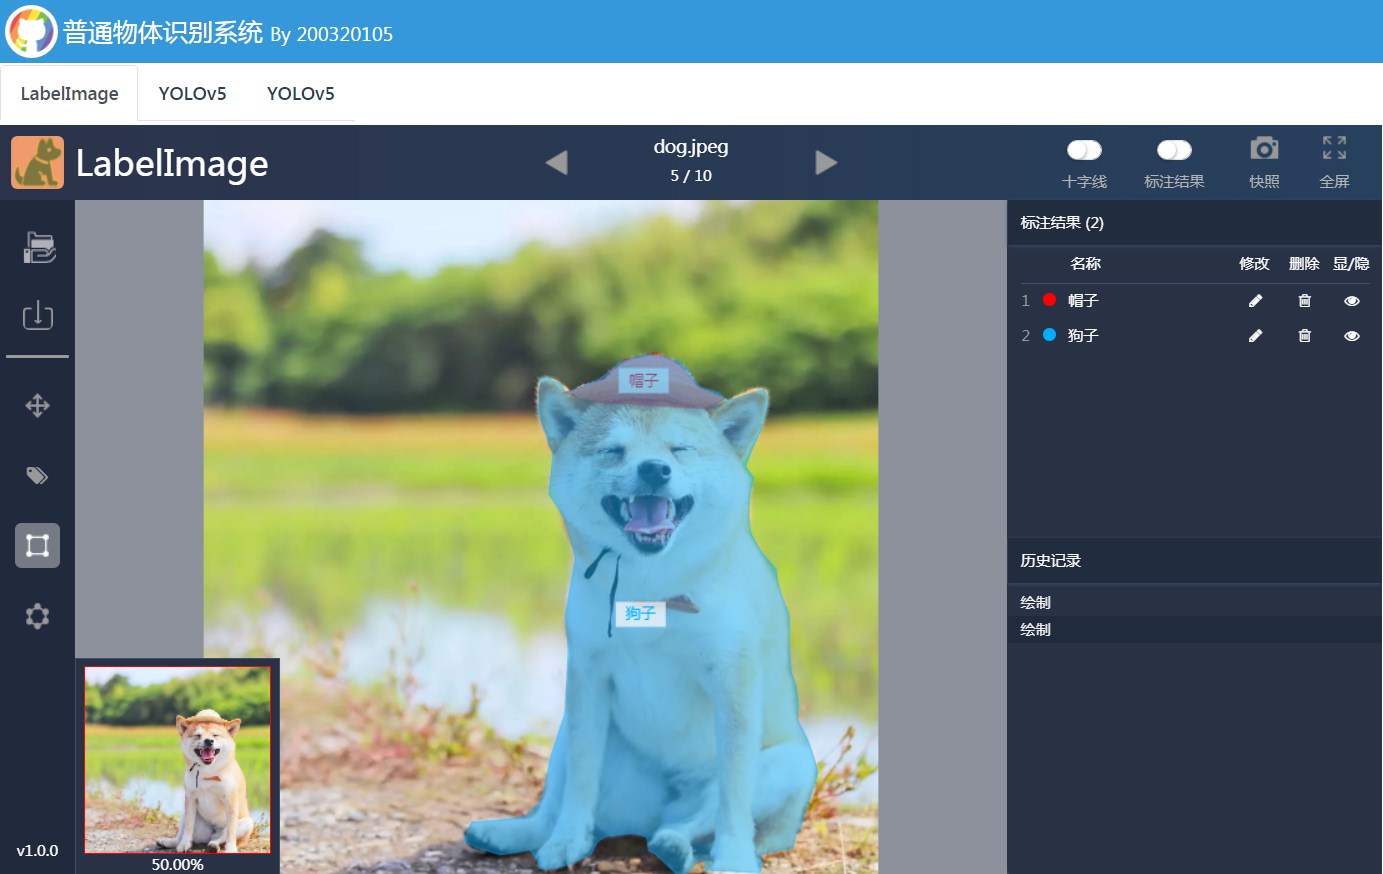 普通物体识别系统 By 200320105
LabelImage YOLOv5 YOLOv5
LabelImage
dog.jpeg
5 / 10
十字线 标注结果 快照 全屏
标注结果 (2)
名称 修改 删除 显/隐
1 帽子
2 狗子
帽子
狗子
历史记录
绘制
绘制
v1.0.0
50.00%